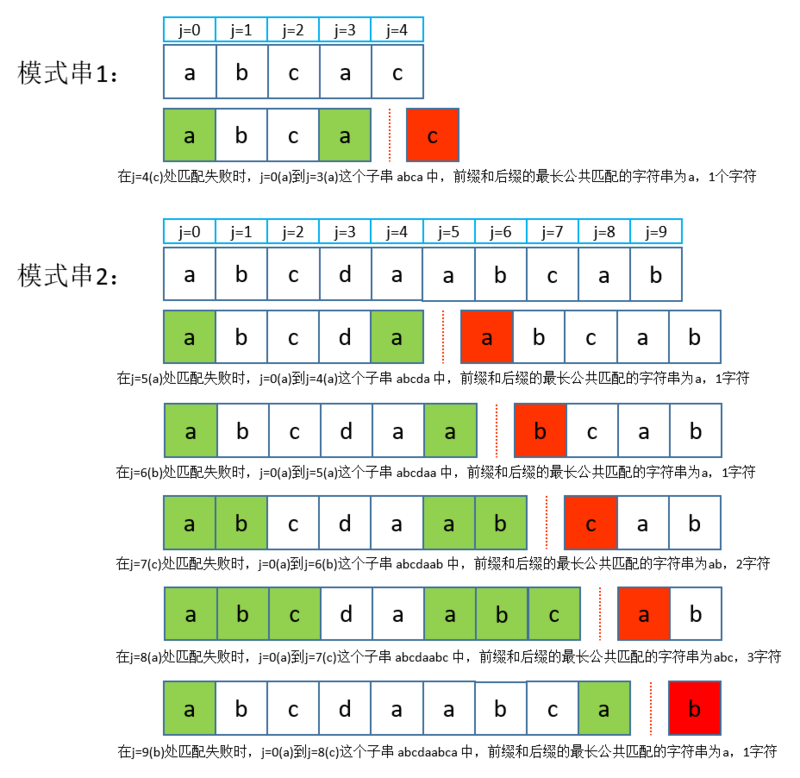 j=0 j=1 j=2 j=3 j=4
模式串1： a b c a c
a b c a c
在j=4(c)处匹配失败时，j=0(a)到j=3(a)这个子串 abca 中，前缀和后缀的最长公共匹配的字符串为a，1个字符
j=0 j=1 j=2 j=3 j=4 j=5 j=6 j=7 j=8 j=9
模式串2： a b c d a a b c a b
a b c d a a b c a b
在j=5(a)处匹配失败时，j=0(a)到j=4(a)这个子串 abcda 中，前缀和后缀的最长公共匹配的字符串为a，1字符
a b c d a a b c a b
在j=6(b)处匹配失败时，j=0(a)到j=5(a)这个子串 abcdaa 中，前缀和后缀的最长公共匹配的字符串为a，1字符
a b c d a a b c a b
在j=7(c)处匹配失败时，j=0(a)到j=6(b)这个子串 abcdaab 中，前缀和后缀的最长公共匹配的字符串为ab，2字符
a b c d a a b c a b
在j=8(a)处匹配失败时，j=0(a)到j=7(c)这个子串 abcdaabc 中，前缀和后缀的最长公共匹配的字符串为abc，3字符
a b c d a a b c a b
在j=9(b)处匹配失败时，j=0(a)到j=8(c)这个子串 abcdaabca 中，前缀和后缀的最长公共匹配的字符串为a，1字符